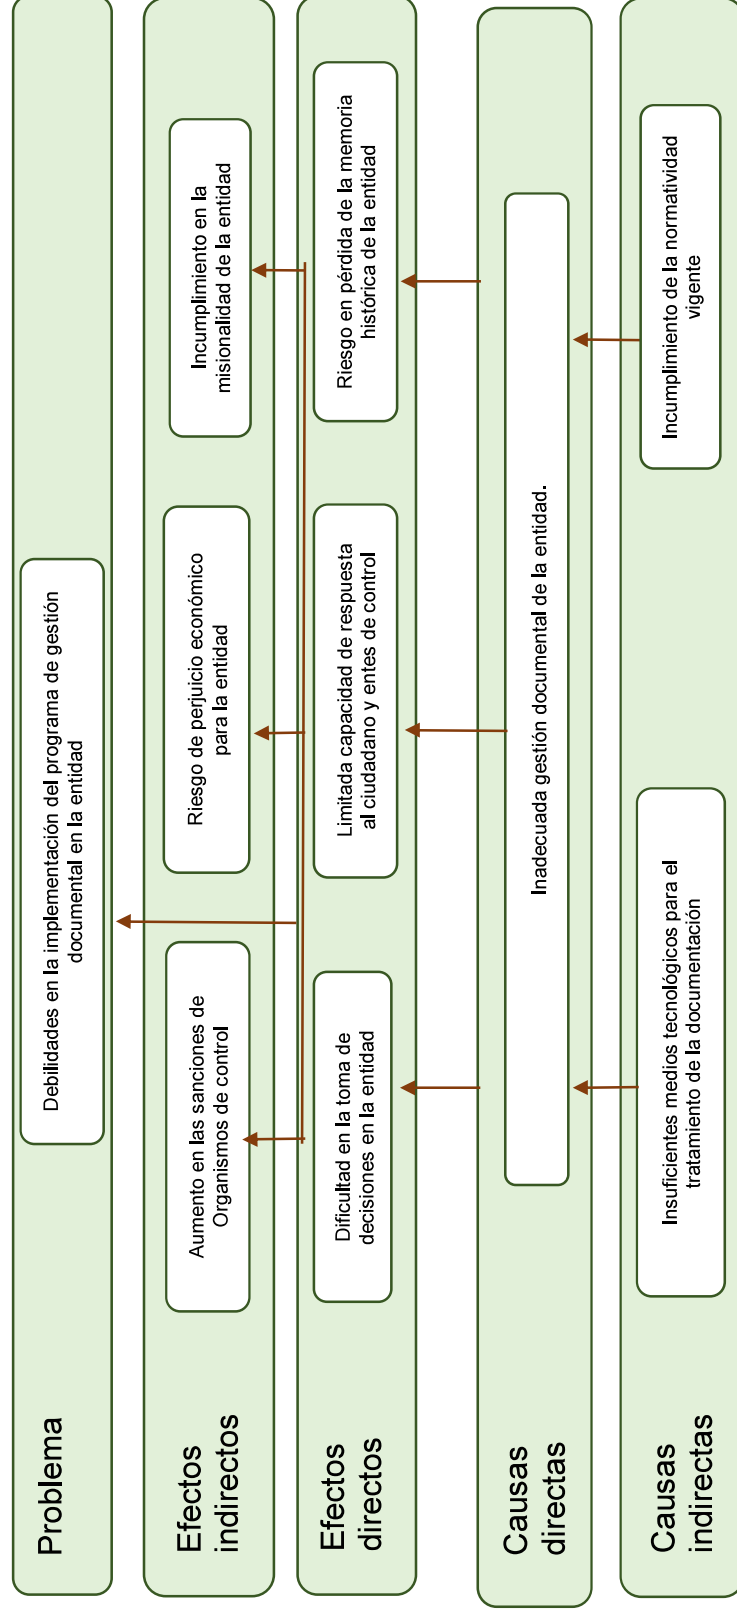 Problema
Debilidades en la implementación del programa de gestión
documental en la entidad
Efectos
indirectos
Aumento en las sanciones de
Organismos de control
Riesgo de perjuicio económico
para la entidad
Incumplimiento en la
misionalidad de la entidad
Efectos
directos
Dificultad en la toma de
decisiones en la entidad
Limitada capacidad de respuesta
al ciudadano y entes de control
Riesgo en pérdida de la memoria
histórica de la entidad
Causas
directas
Inadecuada gestión documental de la entidad.
Causas
indirectas
Insuficientes medios tecnológicos para el
tratamiento de la documentación
Incumplimiento de la normatividad
vigente